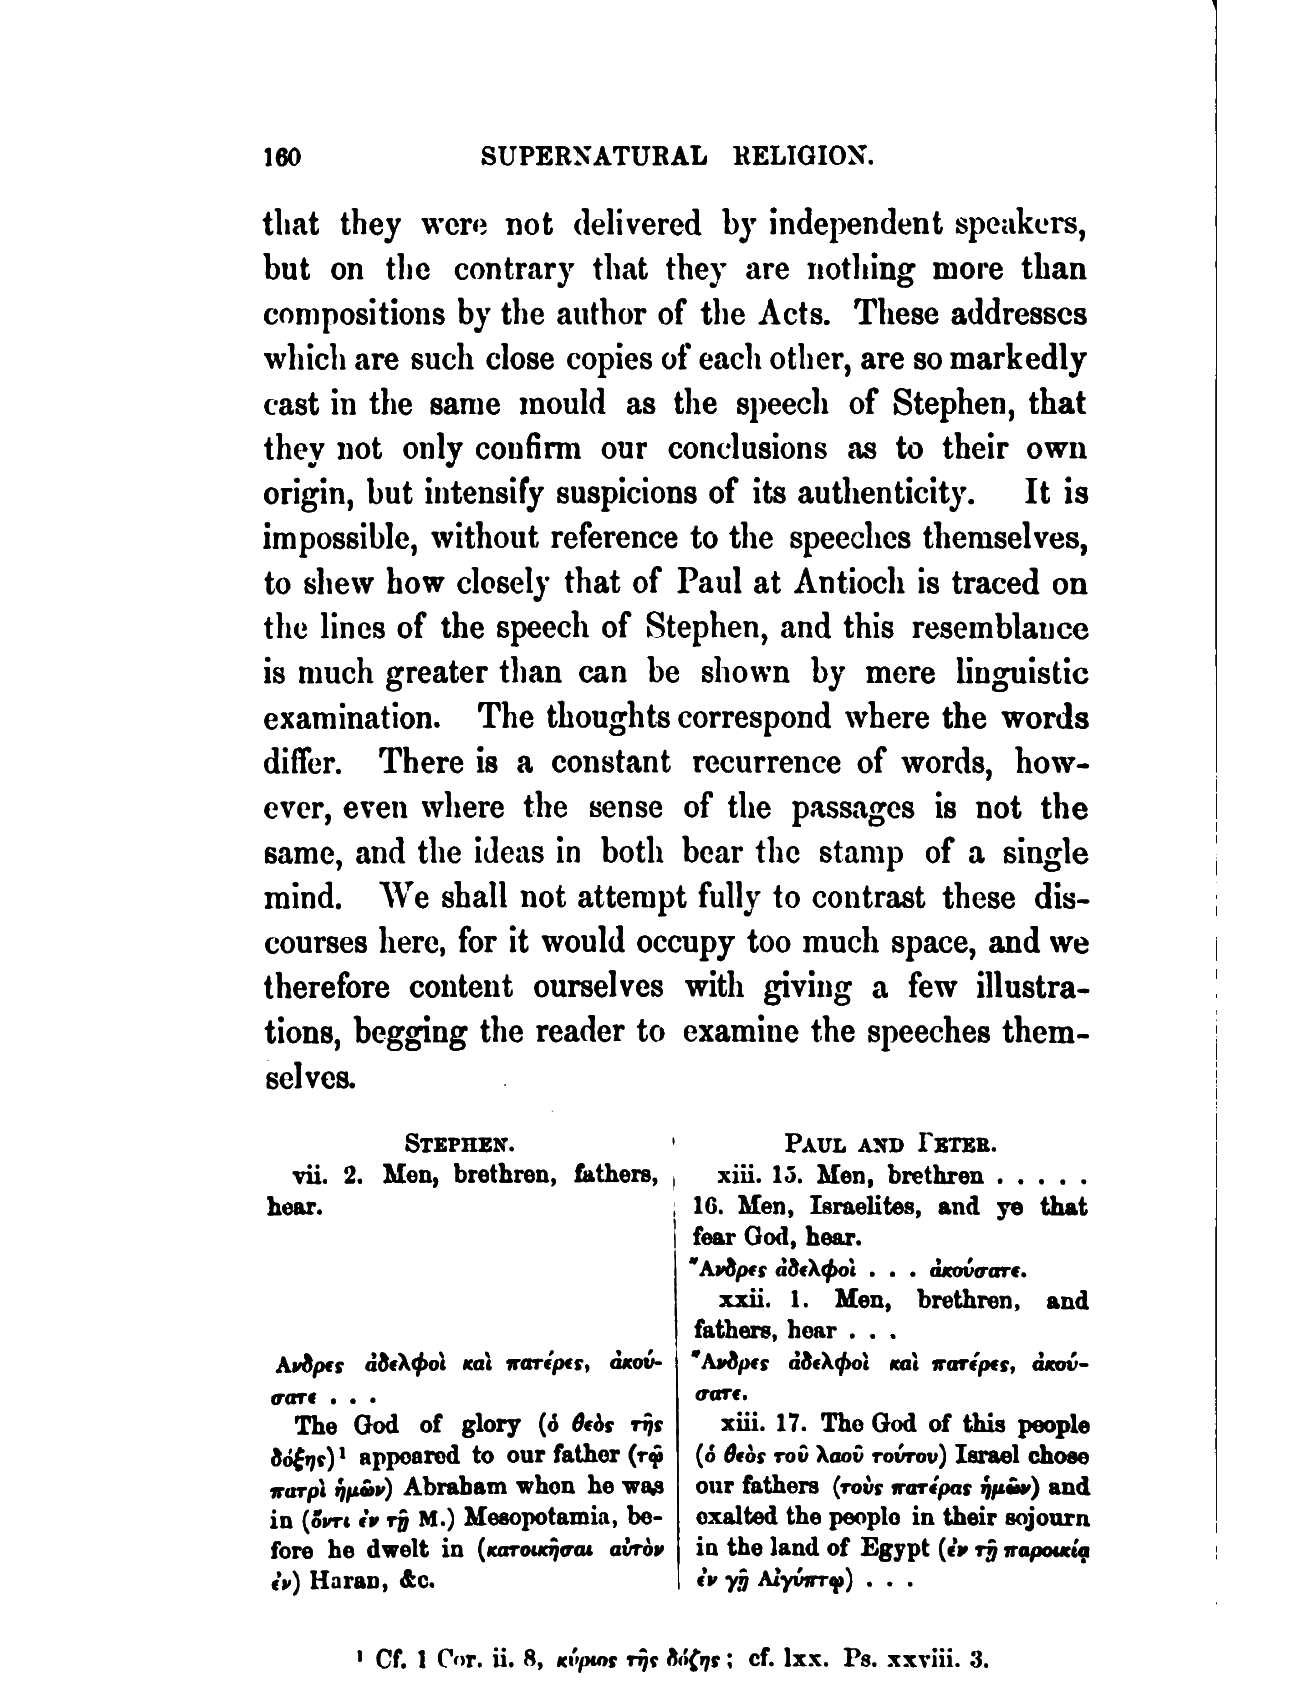 160 SUPERNATURAL RELIGION.
that they were not delivered by independent speakers,
but on the contrary that they are nothing more than
compositions by the author of the Acts. These addresses
which are such close copies of each other, are so markedly
cast in the same mould as the speech of Stephen, that
they not only confirm our conclusions as to their own
origin, but intensify suspicions of its authenticity. It is
impossible, without reference to the speeches themselves,
to shew how closely that of Paul at Antioch is traced on
the lines of the speech of Stephen, and this resemblance
is much greater than can be shown by mere linguistic
examination. The thoughts correspond where the words
differ. There is a constant recurrence of words, how-
ever, even where the sense of the passages is not the
same, and the ideas in both bear the stamp of a single
mind. We shall not attempt fully to contrast these dis-
courses here, for it would occupy too much space, and we
therefore content ourselves with giving a few illustra-
tions, begging the reader to examine the speeches them-
selves.
STEPHEN.
vii. 2. Men, brethren, fathers,
hear.
Ανδρες ἀδελφοὶ καὶ πατέρες, ἀκού-
σατε . . .
The God of glory (ὁ θεὸς τῆς
δόξης)¹ appeared to our father (τῷ
πατρὶ ἡμῶν) Abraham when he was
in (ὄντι ἐν τῇ M.) Mesopotamia, be-
fore he dwelt in (κατοικῆσαι αὐτὸν
ἐν) Haran, &c.
PAUL AND PETER.
xiii. 15. Men, brethren . . . . .
16. Men, Israelites, and ye that
fear God, hear.
Ἄνδρες ἀδελφοὶ . . . ἀκούσατε.
xxii. 1. Men, brethren, and
fathers, hear . . .
Ἄνδρες ἀδελφοὶ καὶ πατέρες, ἀκού-
σατε.
xiii. 17. The God of this people
(ὁ θεὸς τοῦ λαοῦ τούτου) Israel chose
our fathers (τοὺς πατέρας ἡμῶν) and
exalted the people in their sojourn
in the land of Egypt (ἐν τῇ παροικίᾳ
ἐν γῇ Αἰγύπτῳ) . . .
¹ Cf. 1 Cor. ii. 8, κύριος τῆς δόξης; cf. lxx. Ps. xxviii. 3.